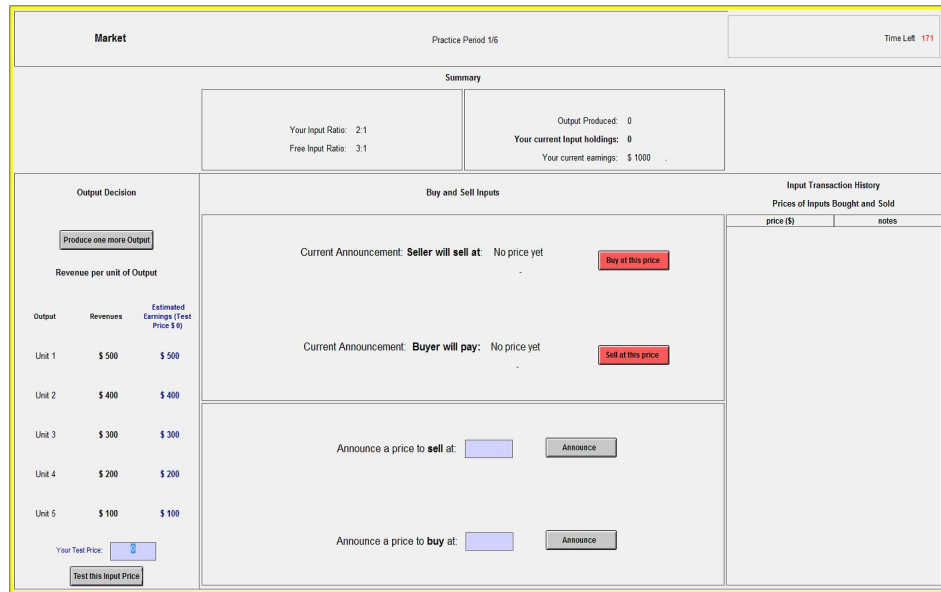 Market
Practice Period 1/6
Time Left 171
Summary
Your Input Ratio: 2:1
Free Input Ratio: 3:1
Output Produced: 0
Your current Input holdings: 0
Your current earnings: $ 1000 .
Output Decision
Produce one more Output
Revenue per unit of Output
Output Revenues Estimated Earnings (Test Price $ 0)
Unit 1 $ 500 $ 500
Unit 2 $ 400 $ 400
Unit 3 $ 300 $ 300
Unit 4 $ 200 $ 200
Unit 5 $ 100 $ 100
Your Test Price: 0
Test this Input Price
Buy and Sell Inputs
Current Announcement: Seller will sell at: No price yet
-
Buy at this price
Current Announcement: Buyer will pay: No price yet
-
Sell at this price
Announce a price to sell at:
Announce
Announce a price to buy at:
Announce
Input Transaction History
Prices of Inputs Bought and Sold
price ($) notes